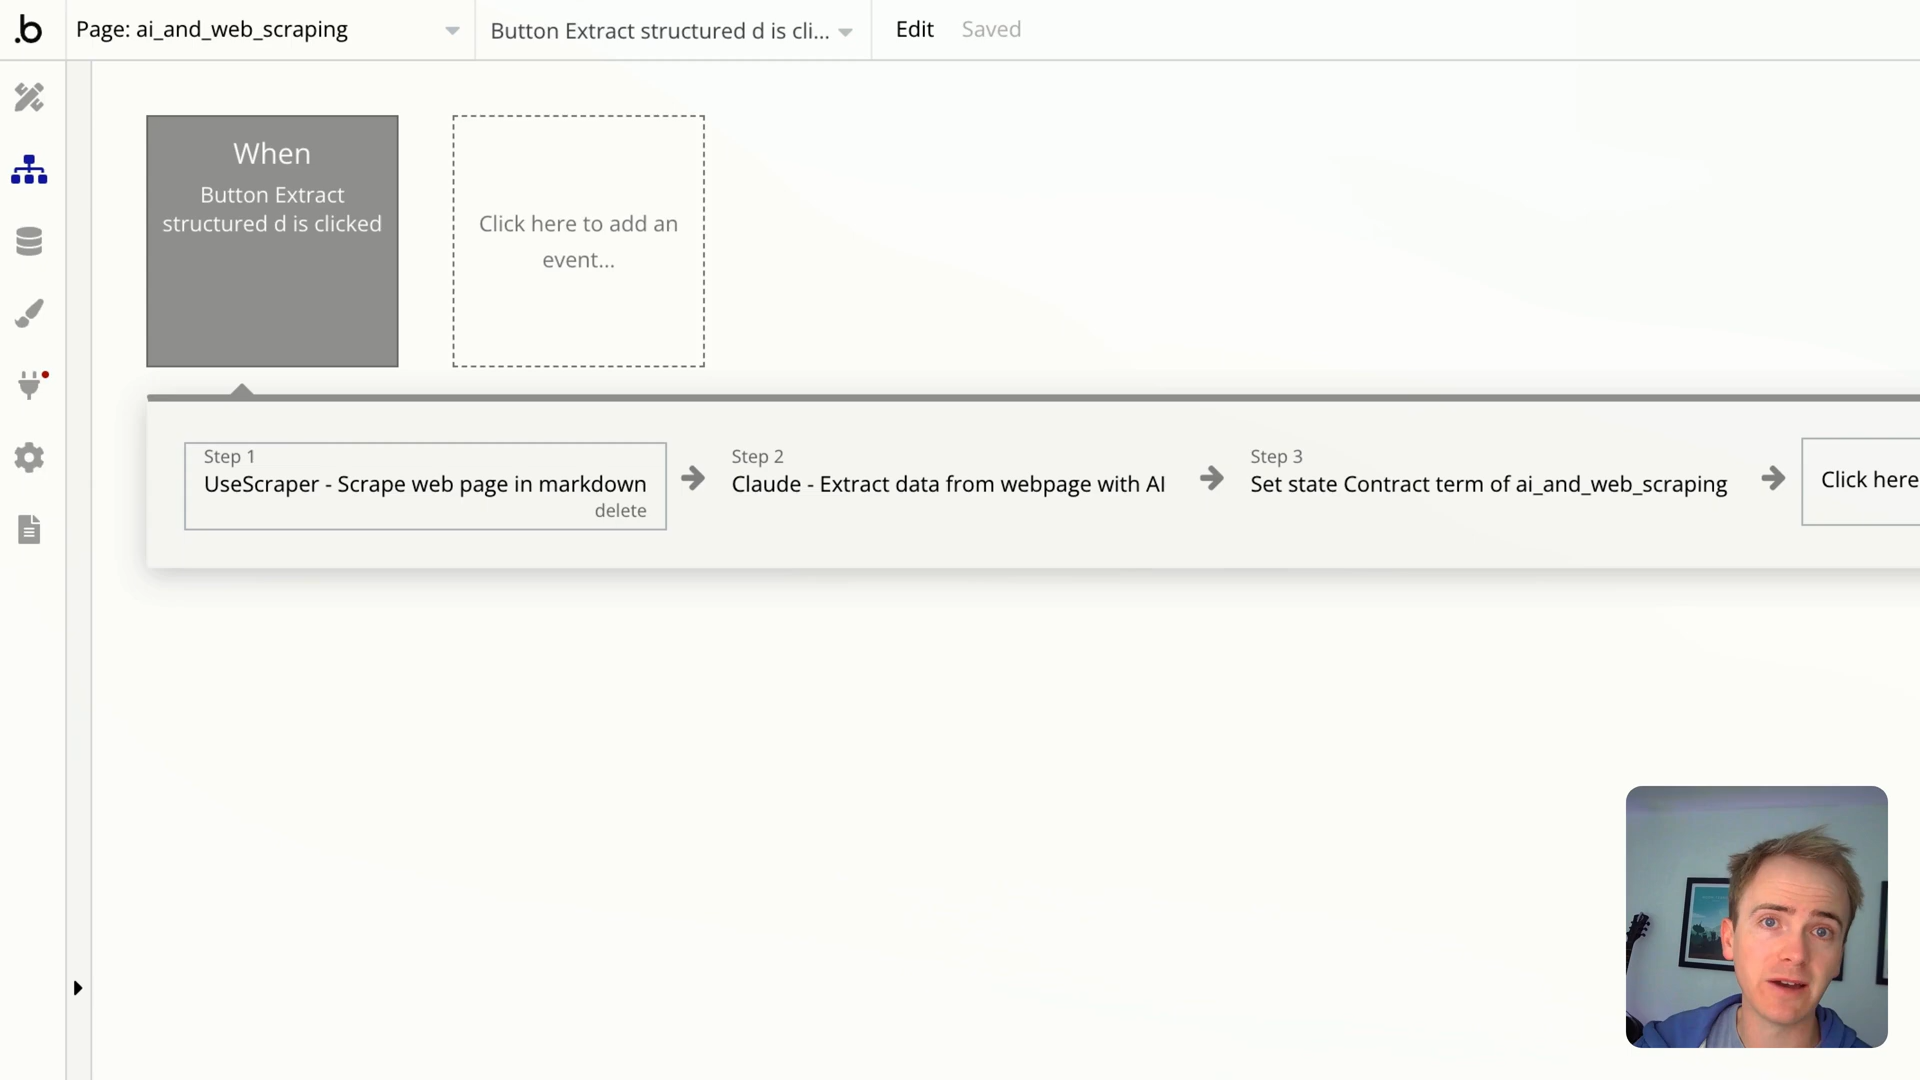 .b
Page: ai_and_web_scraping
Button Extract structured d is cli...
Edit
Saved
When
Button Extract
structured d is clicked
Click here to add an
event...
Step 1
UseScraper - Scrape web page in markdown
delete
Step 2
Claude - Extract data from webpage with AI
Step 3
Set state Contract term of ai_and_web_scraping
Click here